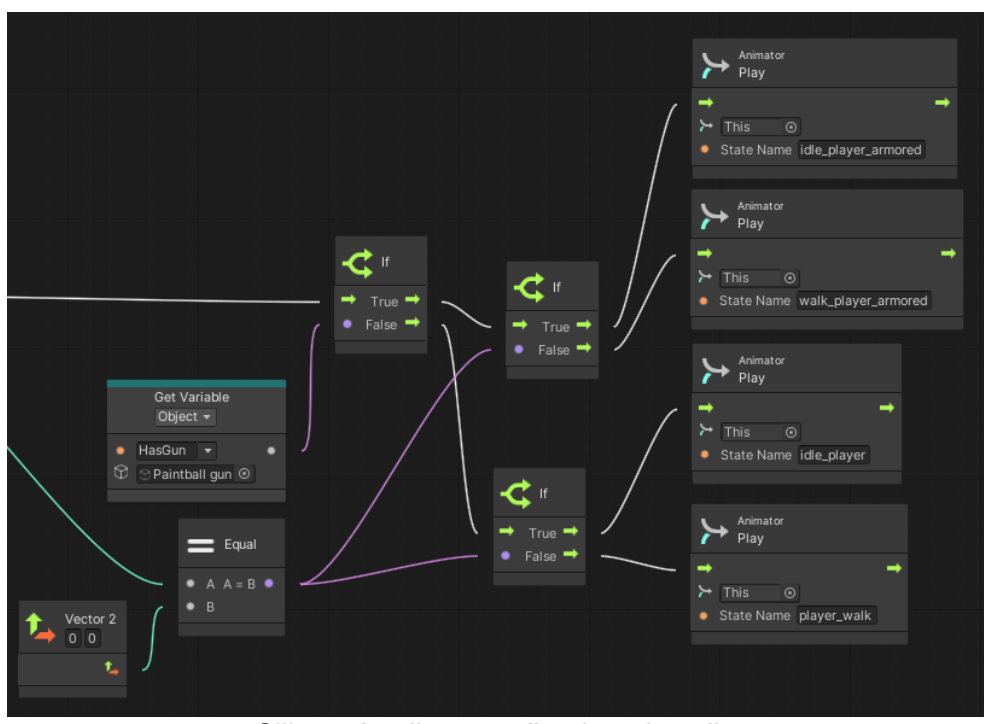 Animator
Play
This
State Name idle_player_armored
Animator
Play
This
State Name walk_player_armored
If
True
False
If
True
False
Animator
Play
This
State Name idle_player
Get Variable
Object
HasGun
Paintball gun
If
True
False
Equal
A A = B
B
Animator
Play
This
State Name player_walk
Vector 2
0 0